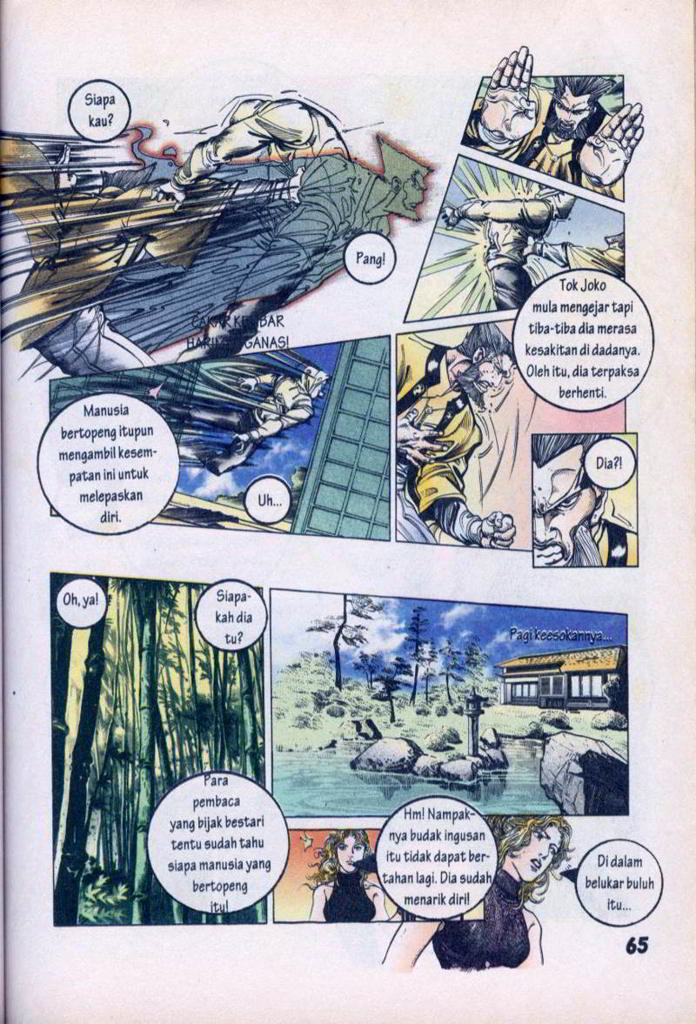 Siapa
kau?
Pang!
CAKAR KEMBAR
GANAS!
Tok Joko
mula mengejar tapi
tiba-tiba dia merasa
kesakitan di dadanya.
Oleh itu, dia terpaksa
berhenti.
Manusia
bertopeng itupun
mengambil kesem-
patan ini untuk
melepaskan
diri.
Uh...
Dia?!
Oh, ya!
Siapa-
kah dia
tu?
Para
pembaca
yang bijak bestari
tentu sudah tahu
siapa manusia yang
bertopeng
itu!
Pagi keesokannya...
Hm! Nampak-
nya budak ingusan
itu tidak dapat ber-
tahan lagi. Dia sudah
menarik diri!
Di dalam
belukar buluh
itu...
65